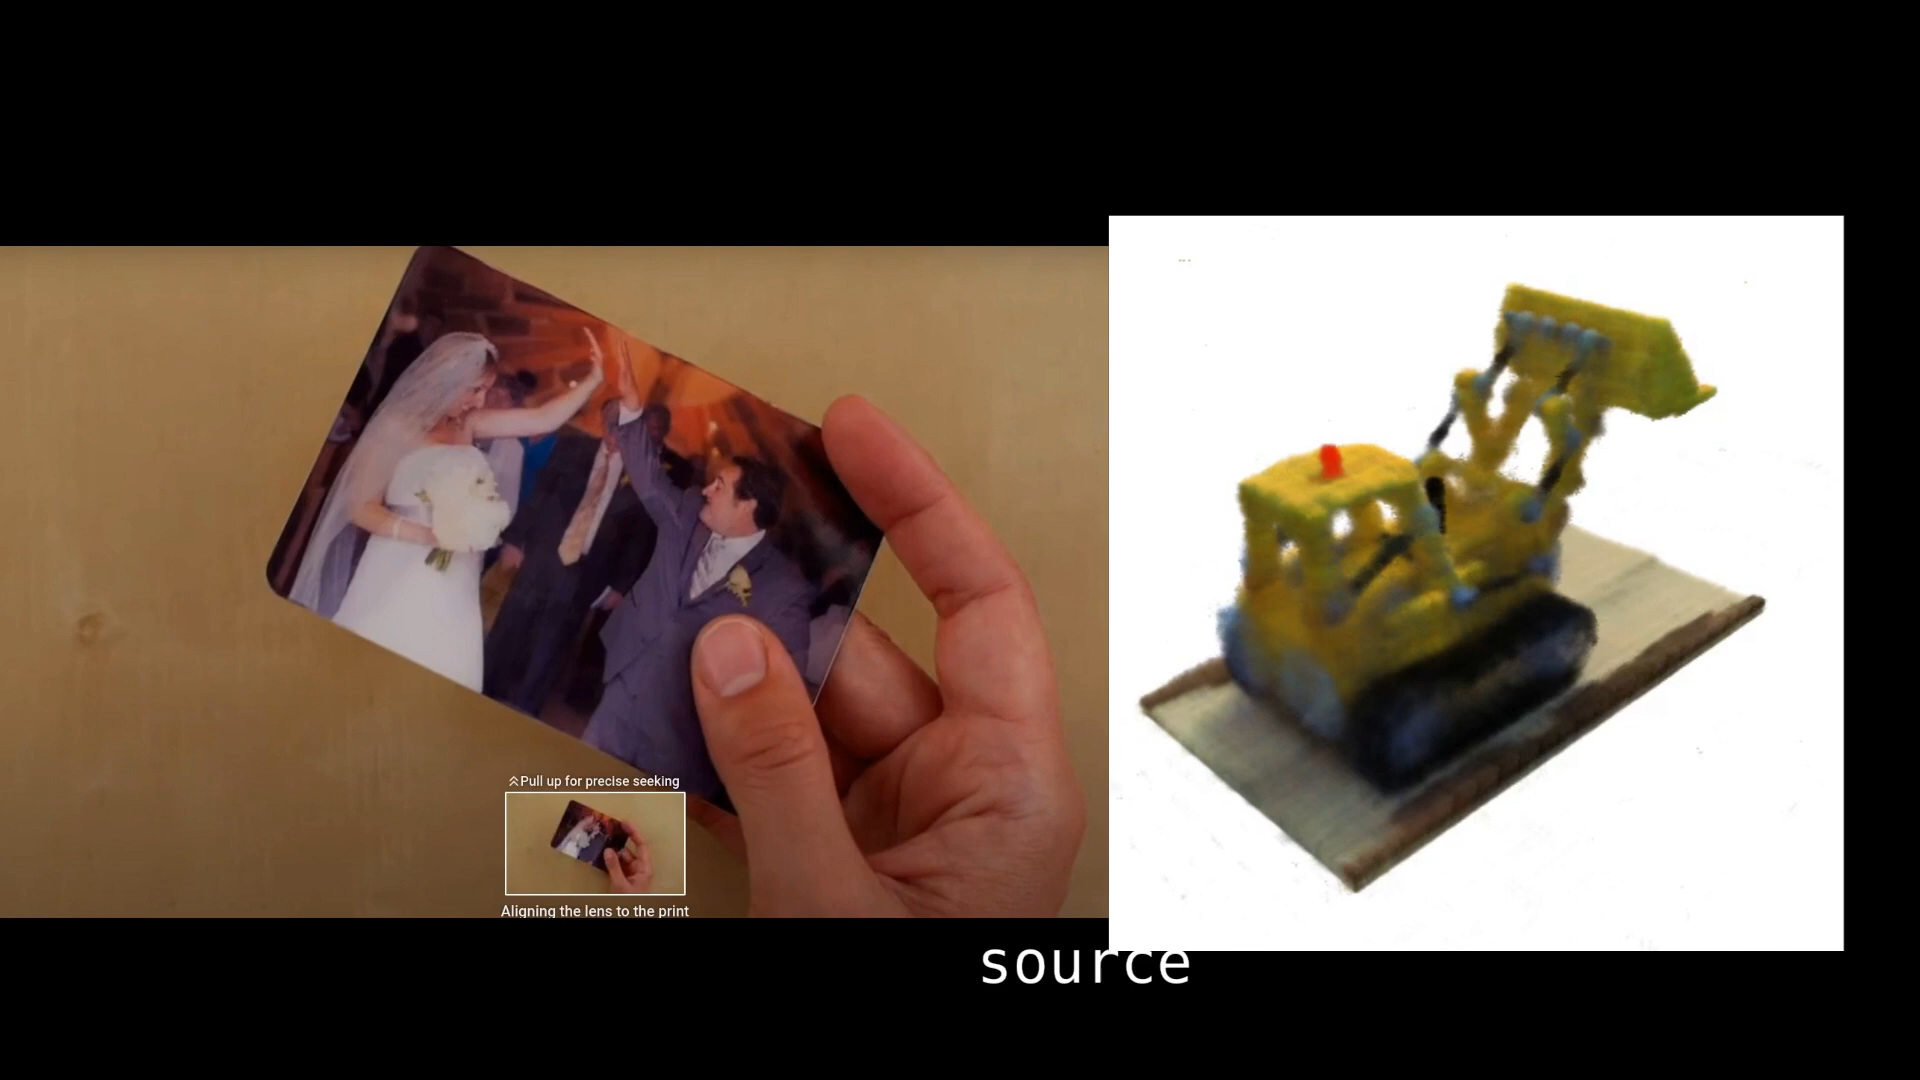 Pull up for precise seeking
Aligning the lens to the print
source